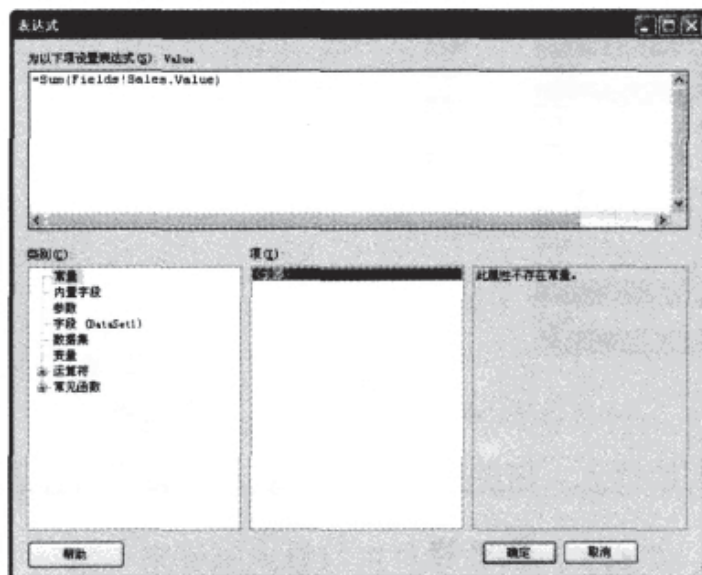 表达式
为以下项设置表达式(S): Value
=Sum(Fields!Sales.Value)
类别(C):
项(I):
常量
内置字段
参数
字段 (DataSet1)
数据集
变量
运算符
常见函数
此属性不存在常量。
帮助
确定
取消